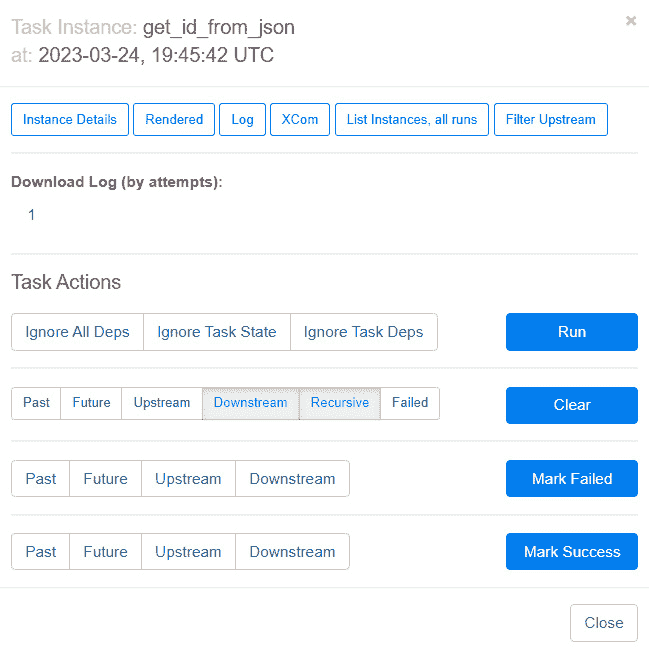 Task Instance: get_id_from_json ×
at: 2023-03-24, 19:45:42 UTC
Instance Details Rendered Log XCom List Instances, all runs Filter Upstream
Download Log (by attempts):
1
Task Actions
Ignore All Deps Ignore Task State Ignore Task Deps Run
Past Future Upstream Downstream Recursive Failed Clear
Past Future Upstream Downstream Mark Failed
Past Future Upstream Downstream Mark Success
Close